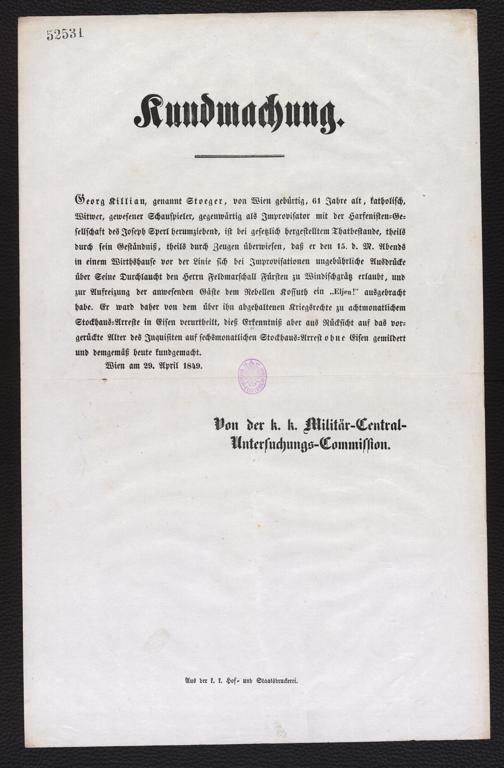 52531
Kundmachung.
Georg Killian, genannt Stoeger, von Wien gebürtig, 61 Jahre alt, katholisch,
Witwer, gewesener Schauspieler, gegenwärtig als Improvisator mit der Harfenisten-Ge-
sellschaft des Joseph Sperl herumziehend, ist bei gesetzlich hergestelltem Thatbestande, theils
durch sein Geständniß, theils durch Zeugen überwiesen, daß er den 15. d. M. Abends
in einem Wirthshause vor der Linie sich bei Improvisationen ungebührliche Ausdrücke
über Seine Durchlaucht den Herrn Feldmarschall Fürsten zu Windischgrätz erlaubt, und
zur Aufreizung der anwesenden Gäste dem Rebellen Kossuth ein „Eljen!" ausgebracht
habe. Er ward daher von dem über ihn abgehaltenen Kriegsrechte zu achtmonatlichem
Stockhaus-Arreste in Eisen verurtheilt, dieß Erkenntniß aber aus Rücksicht auf das vor-
gerückte Alter des Inquisiten auf sechsmonatlichen Stockhaus-Arrest ohne Eisen gemildert
und demgemäß heute kundgemacht.
Wien am 29. April 1849.
Von der k. k. Militär-Central-
Untersuchungs-Commission.
Aus der k. k. Hof- und Staatsdruckerei.